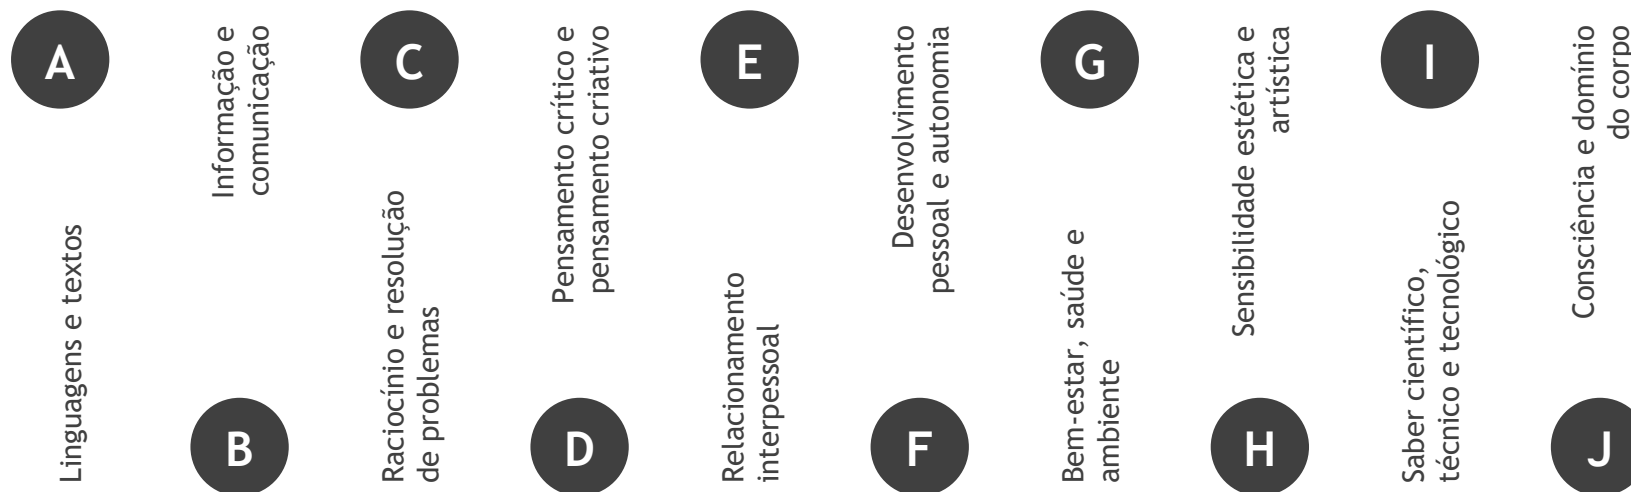 A
Linguagens e textos
B
Informação e
comunicação
C
Raciocínio e resolução
de problemas
D
Pensamento crítico e
pensamento criativo
E
Relacionamento
interpessoal
F
Desenvolvimento
pessoal e autonomia
G
Bem-estar, saúde e
ambiente
H
Sensibilidade estética e
artística
I
Saber científico,
técnico e tecnológico
J
Consciência e domínio
do corpo